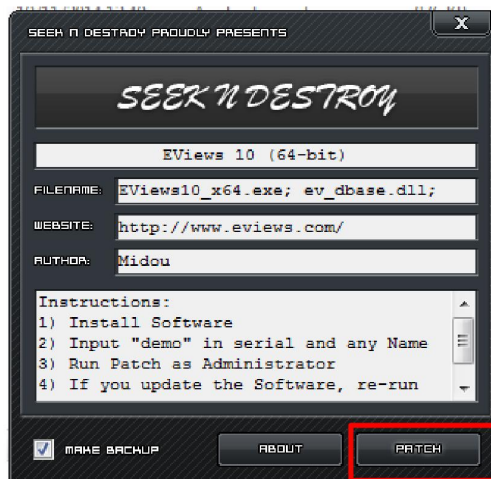 SEEK N DESTROY PROUDLY PRESENTS
X
SEEK N DESTROY
EViews 10 (64-bit)
FILENAME: EViews10_x64.exe; ev_dbase.dll;
WEBSITE: http://www.eviews.com/
AUTHOR: Midou
Instructions:
1) Install Software
2) Input "demo" in serial and any Name
3) Run Patch as Administrator
4) If you update the Software, re-run
MAKE BACKUP
ABOUT
PATCH